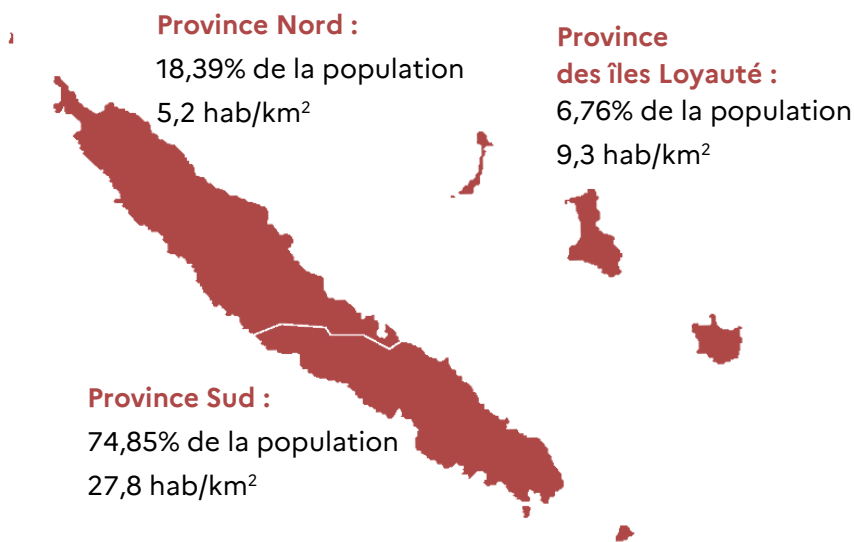 Province Nord :
18,39% de la population
5,2 hab/km²
Province
des îles Loyauté :
6,76% de la population
9,3 hab/km²
Province Sud :
74,85% de la population
27,8 hab/km²